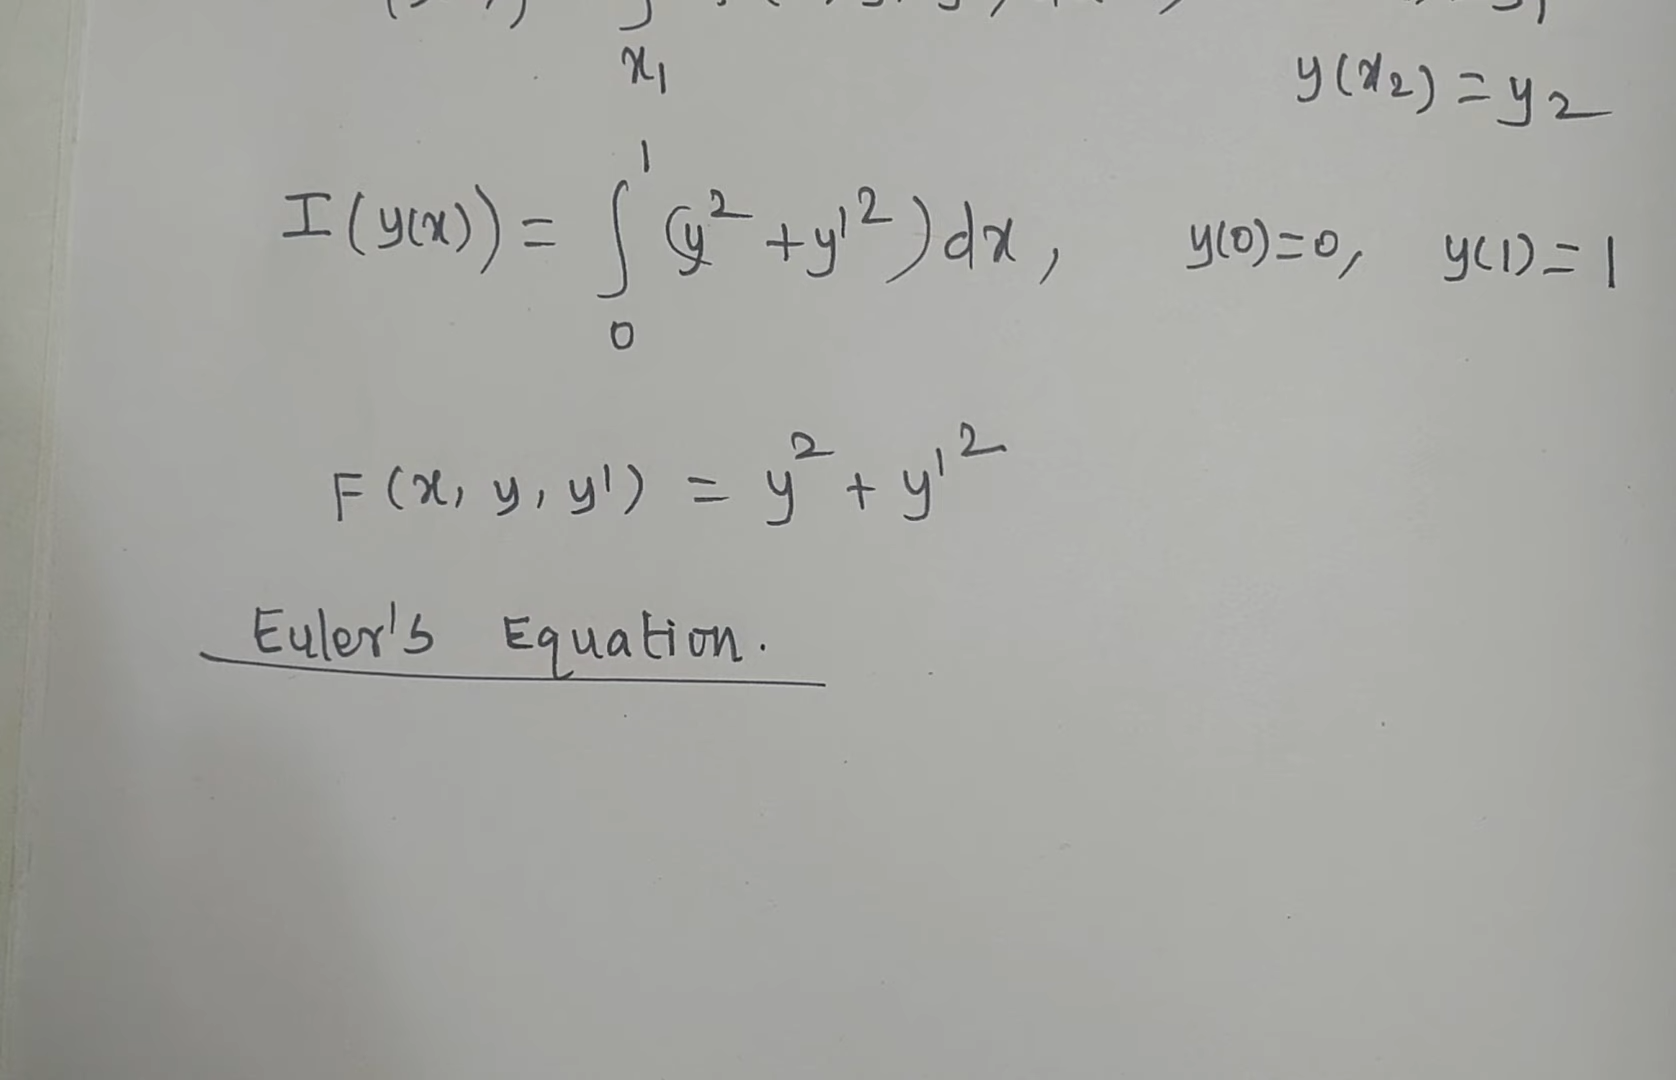 x₁
y(x₂) = y₂
I(y(x)) = ∫₀¹ (y² + y'²) dx, y(0)=0, y(1)=1
F(x, y, y') = y² + y'²
Euler's Equation.